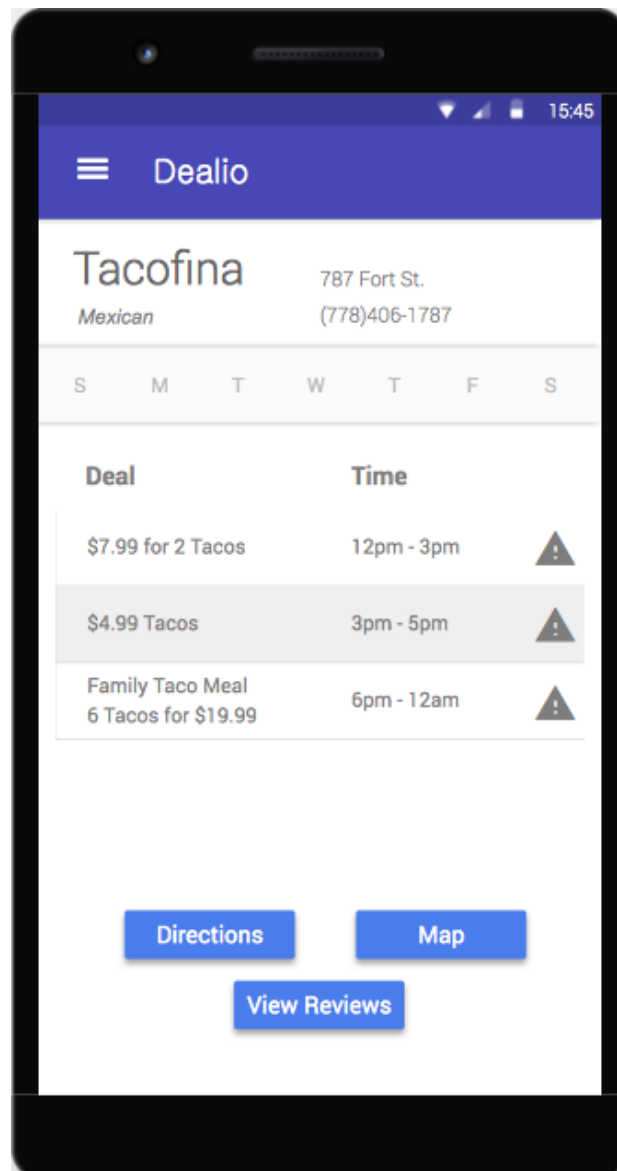 15:45
Dealio
Tacofina
787 Fort St.
Mexican
(778)406-1787
S M T W T F S
Deal Time
$7.99 for 2 Tacos 12pm - 3pm
$4.99 Tacos 3pm - 5pm
Family Taco Meal
6 Tacos for $19.99 6pm - 12am
Directions Map
View Reviews